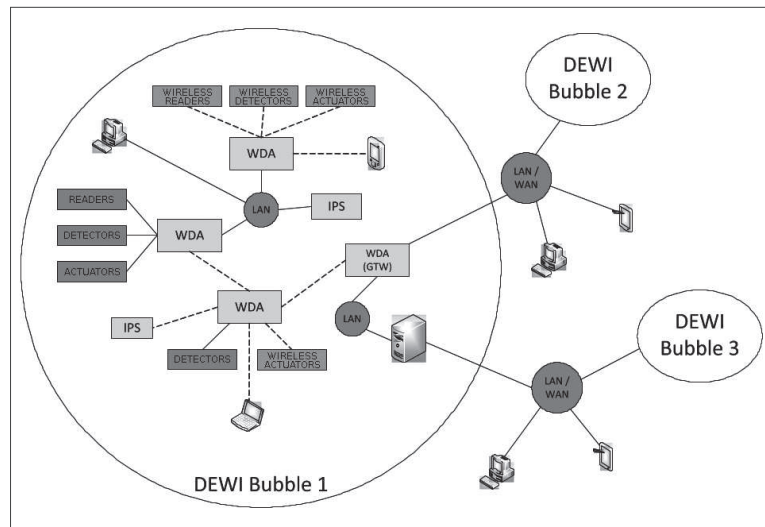 DEWI
Bubble 2
WIRELESS
READERS
WIRELESS
DETECTORS
WIRELESS
ACTUATORS
WDA
LAN /
WAN
READERS
LAN
IPS
DETECTORS
WDA
ACTUATORS
WDA
(GTW)
WDA
IPS
LAN
DEWI
Bubble 3
DETECTORS
WIRELESS
ACTUATORS
LAN /
WAN
DEWI Bubble 1